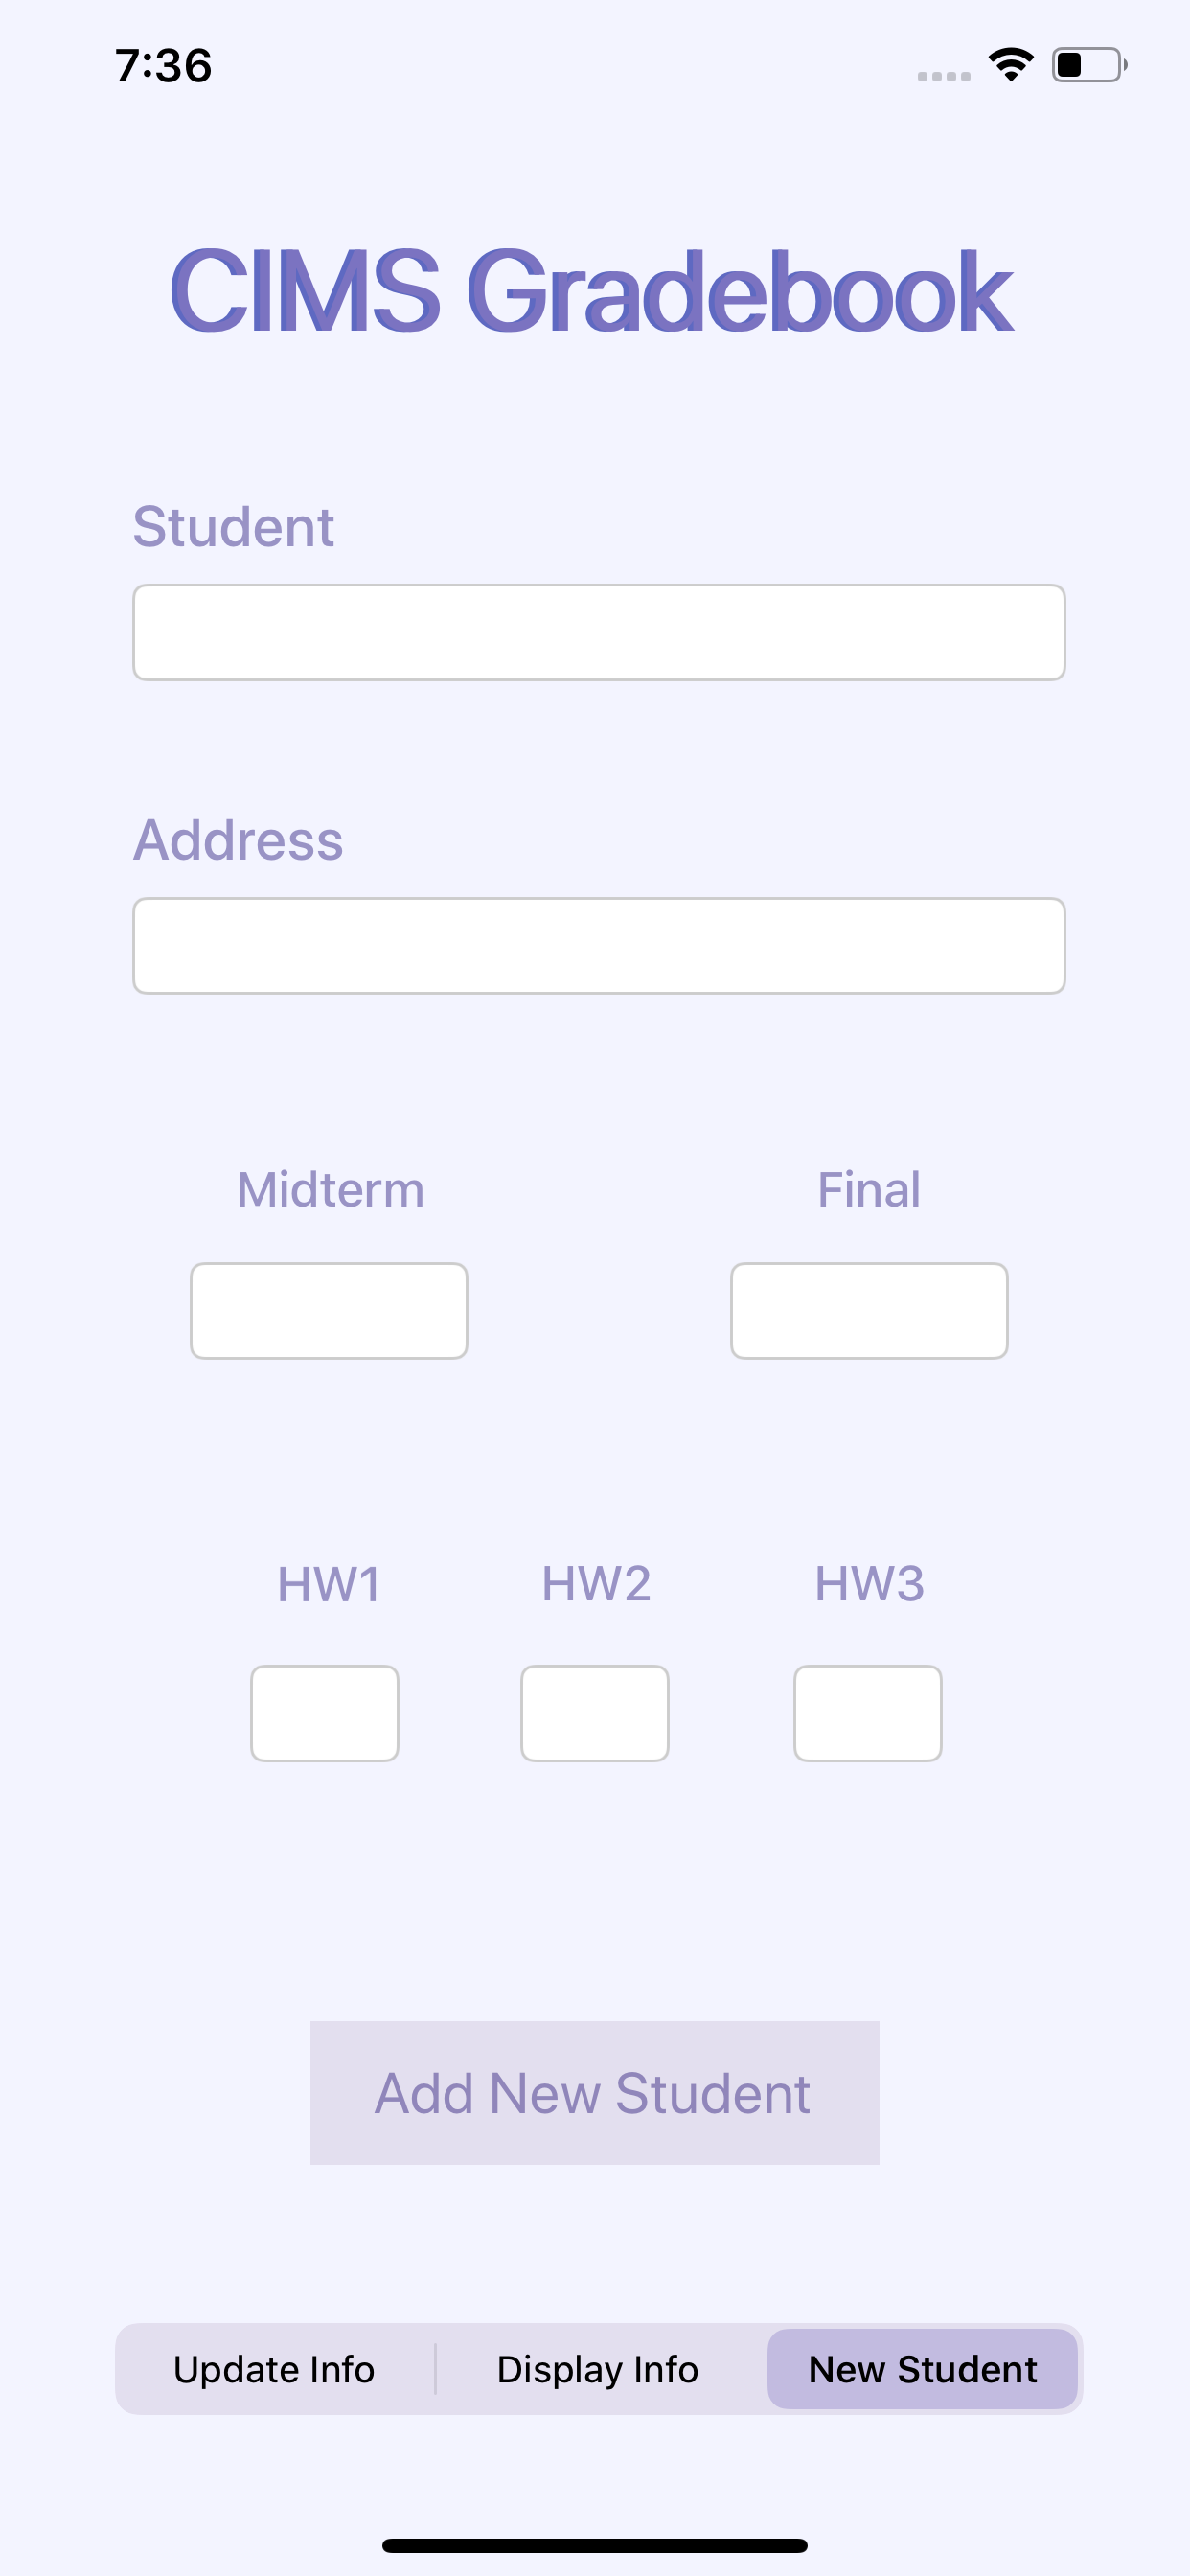 7:36
CIMS Gradebook
Student
Address
Midterm Final
HW1 HW2 HW3
Add New Student
Update Info Display Info New Student